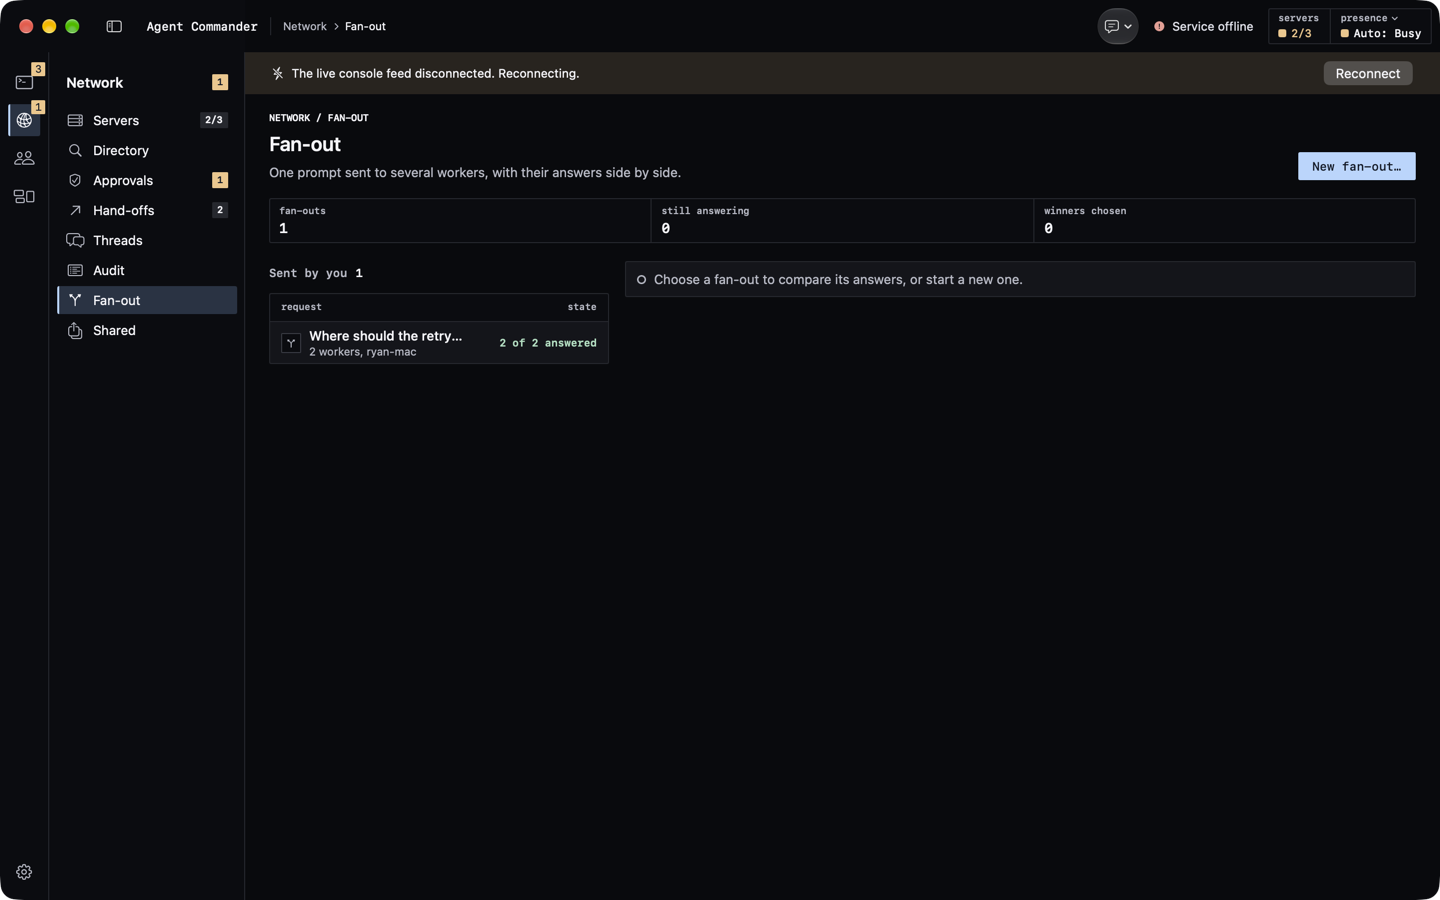 Agent Commander
Network > Fan-out
Service offline
servers
2/3
presence
Auto: Busy
3
1
Network
1
Servers
2/3
Directory
Approvals
1
Hand-offs
2
Threads
Audit
Fan-out
Shared
The live console feed disconnected. Reconnecting.
Reconnect
NETWORK / FAN-OUT
Fan-out
One prompt sent to several workers, with their answers side by side.
New fan-out…
fan-outs
1
still answering
0
winners chosen
0
Sent by you 1
request
state
Where should the retry...
2 workers, ryan-mac
2 of 2 answered
Choose a fan-out to compare its answers, or start a new one.